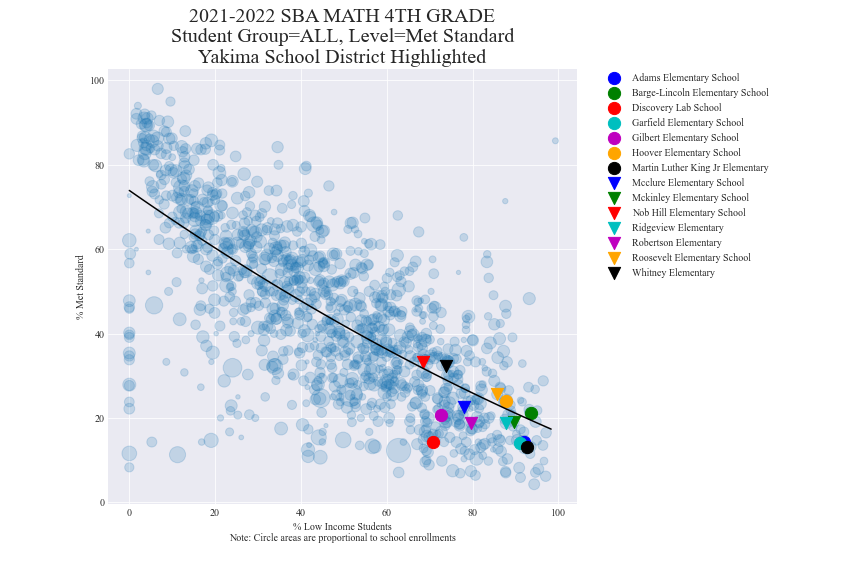 2021-2022 SBA MATH 4TH GRADE
Student Group=ALL, Level=Met Standard
Yakima School District Highlighted
100
80
60
40
20
0
% Met Standard
0 20 40 60 80 100
% Low Income Students
Note: Circle areas are proportional to school enrollments
Adams Elementary School
Barge-Lincoln Elementary School
Discovery Lab School
Garfield Elementary School
Gilbert Elementary School
Hoover Elementary School
Martin Luther King Jr Elementary
Mcclure Elementary School
Mckinley Elementary School
Nob Hill Elementary School
Ridgeview Elementary
Robertson Elementary
Roosevelt Elementary School
Whitney Elementary